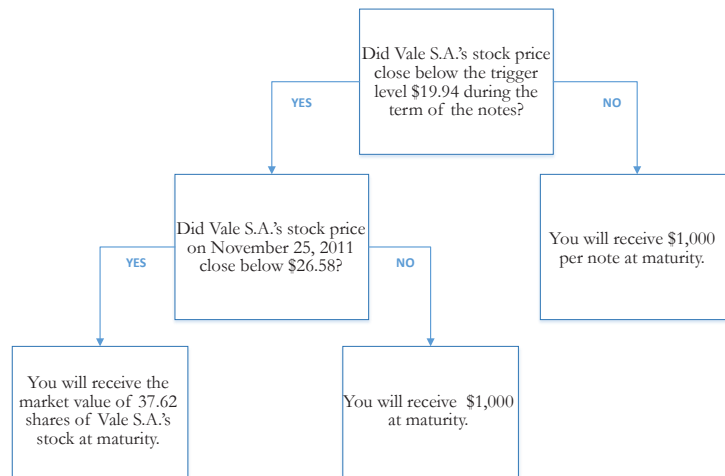 Did Vale S.A.'s stock price
close below the trigger
level $19.94 during the
term of the notes?
YES
NO
Did Vale S.A.'s stock price
on November 25, 2011
close below $26.58?
You will receive $1,000
per note at maturity.
YES
NO
You will receive the
market value of 37.62
shares of Vale S.A.'s
stock at maturity.
You will receive $1,000
at maturity.